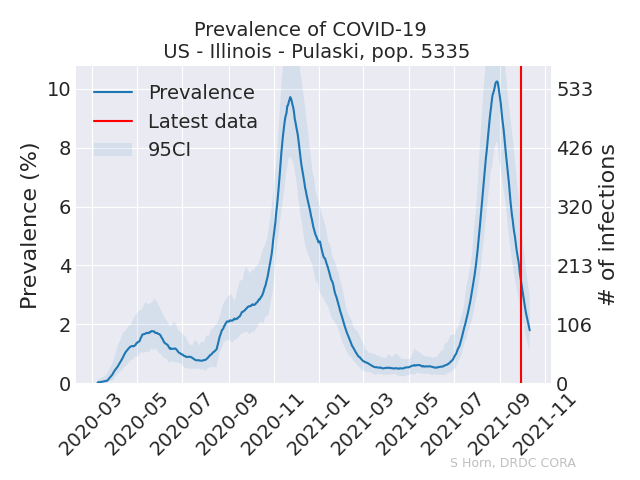 Prevalence of COVID-19
US - Illinois - Pulaski, pop. 5335
Prevalence (%)
10
8
6
4
2
0
Prevalence
Latest data
95CI
533
426
320
213
106
0
# of infections
2020-03
2020-05
2020-07
2020-09
2020-11
2021-01
2021-03
2021-05
2021-07
2021-09
2021-11
S Horn, DRDC CORA